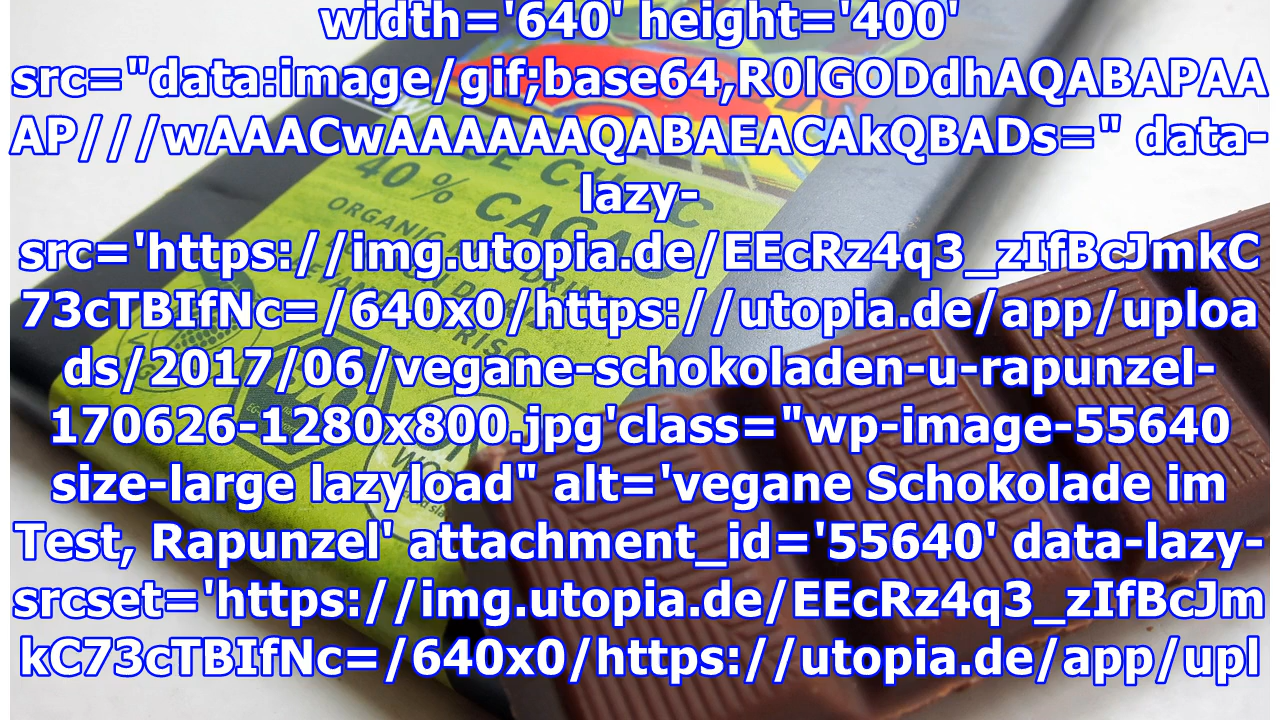 width='640' height='400'
src="data:image/gif;base64,R0lGODdhAQABAPAA
AP///wAAACwAAAAAAQABAEACAkQBADs=" data-
lazy-
src='https://img.utopia.de/EEcRz4q3_zIfBcJmkC
73cTBIfNc=/640x0/https://utopia.de/app/uploa
ds/2017/06/vegane-schokoladen-u-rapunzel-
170626-1280x800.jpg'class="wp-image-55640
size-large lazyload" alt='vegane Schokolade im
Test, Rapunzel' attachment_id='55640' data-lazy-
srcset='https://img.utopia.de/EEcRz4q3_zIfBcJm
kC73cTBIfNc=/640x0/https://utopia.de/app/upl
40% CACAO
ORGANIC